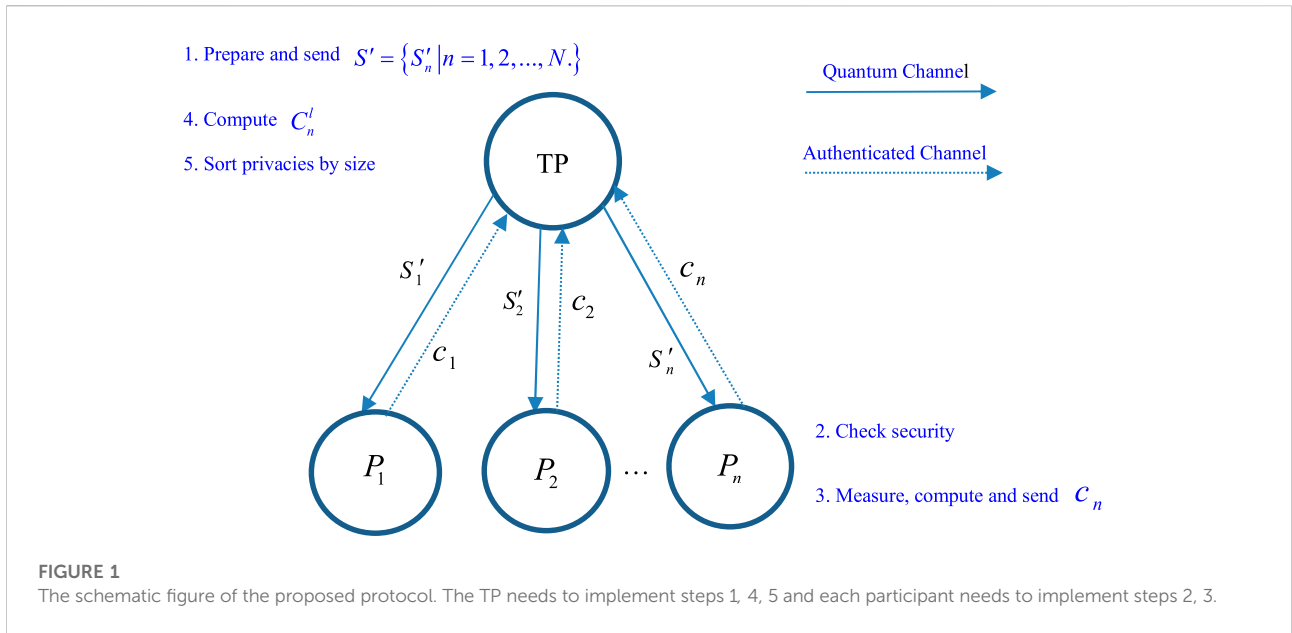 1. Prepare and send S′ = {S′ₙ | n = 1, 2, ..., N.}
Quantum Channel
4. Compute Cₙˡ
5. Sort privacies by size
Authenticated Channel
TP
S′₁
S′₂
c₂
cₙ
c₁
S′ₙ
P₁
P₂
...
Pₙ
2. Check security
3. Measure, compute and send cₙ
FIGURE 1
The schematic figure of the proposed protocol. The TP needs to implement steps 1, 4, 5 and each participant needs to implement steps 2, 3.